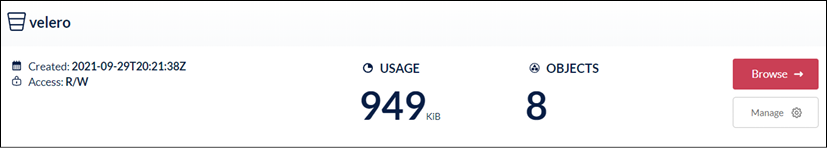 velero
Created: 2021-09-29T20:21:38Z
Access: R/W
USAGE
949 KiB
OBJECTS
8
Browse →
Manage